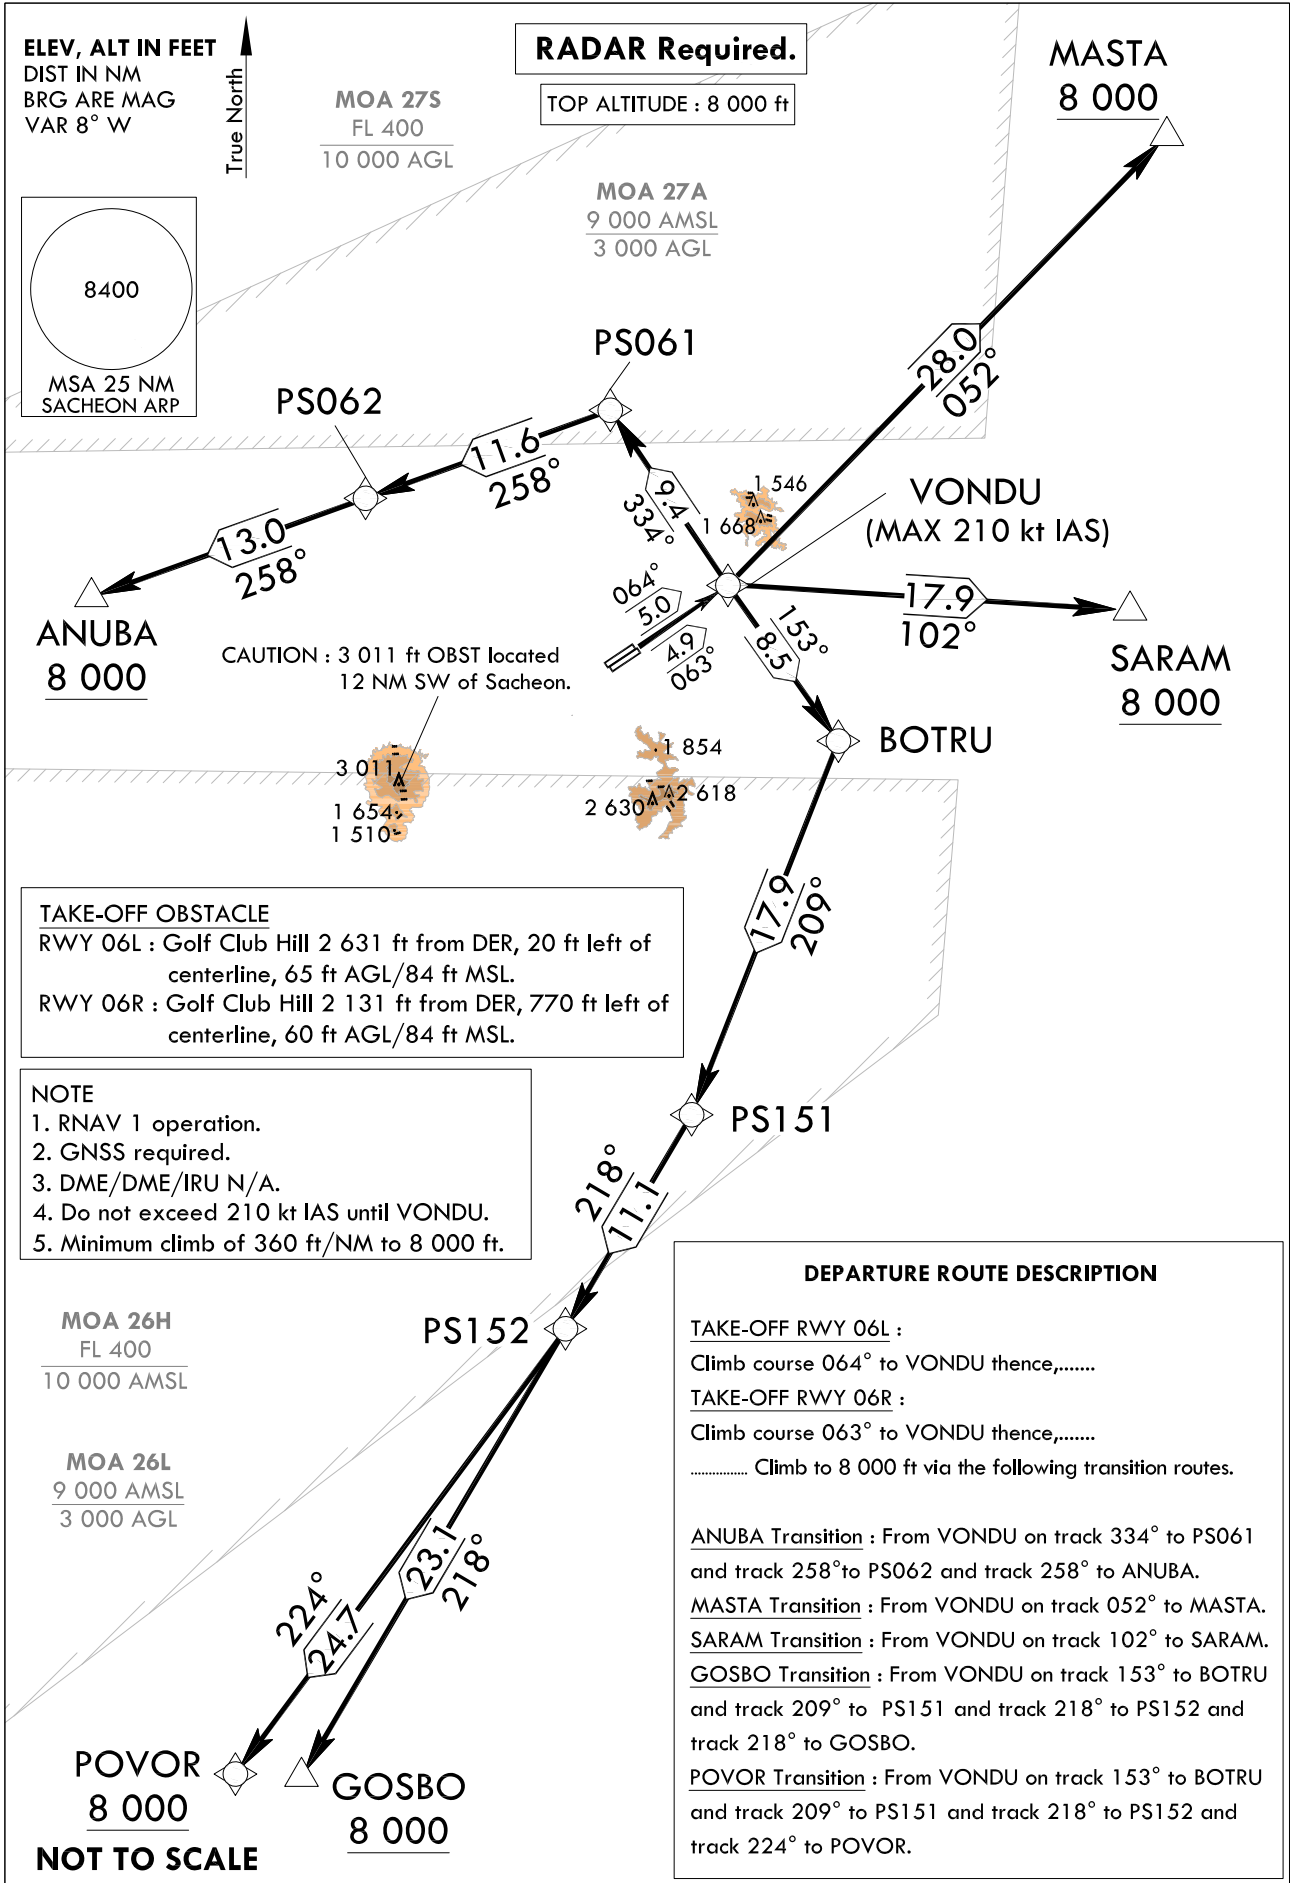 ELEV, ALT IN FEET
DIST IN NM
BRG ARE MAG
VAR 8° W
True North
RADAR Required.
TOP ALTITUDE : 8 000 ft
MOA 27S
FL 400
10 000 AGL
MOA 27A
9 000 AMSL
3 000 AGL
MASTA
8 000
8400
MSA 25 NM
SACHEON ARP
PS061
PS062
28.0
052°
11.6
258°
13.0
258°
9.4
334°
1 546
1 668
VONDU
(MAX 210 kt IAS)
064°
5.0
4.9
063°
17.9
102°
153°
8.5
ANUBA
8 000
SARAM
8 000
CAUTION : 3 011 ft OBST located
12 NM SW of Sacheon.
BOTRU
3 011
1 654
1 510
1 854
2 618
2 630
17.9
209°
TAKE-OFF OBSTACLE
RWY 06L : Golf Club Hill 2 631 ft from DER, 20 ft left of
centerline, 65 ft AGL/84 ft MSL.
RWY 06R : Golf Club Hill 2 131 ft from DER, 770 ft left of
centerline, 60 ft AGL/84 ft MSL.
NOTE
1. RNAV 1 operation.
2. GNSS required.
3. DME/DME/IRU N/A.
4. Do not exceed 210 kt IAS until VONDU.
5. Minimum climb of 360 ft/NM to 8 000 ft.
PS151
218°
11.1
PS152
MOA 26H
FL 400
10 000 AMSL
MOA 26L
9 000 AMSL
3 000 AGL
23.1
218°
224°
24.7
POVOR
8 000
GOSBO
8 000
NOT TO SCALE
DEPARTURE ROUTE DESCRIPTION
TAKE-OFF RWY 06L :
Climb course 064° to VONDU thence,.......
TAKE-OFF RWY 06R :
Climb course 063° to VONDU thence,.......
............... Climb to 8 000 ft via the following transition routes.
ANUBA Transition : From VONDU on track 334° to PS061
and track 258°to PS062 and track 258° to ANUBA.
MASTA Transition : From VONDU on track 052° to MASTA.
SARAM Transition : From VONDU on track 102° to SARAM.
GOSBO Transition : From VONDU on track 153° to BOTRU
and track 209° to PS151 and track 218° to PS152 and
track 218° to GOSBO.
POVOR Transition : From VONDU on track 153° to BOTRU
and track 209° to PS151 and track 218° to PS152 and
track 224° to POVOR.